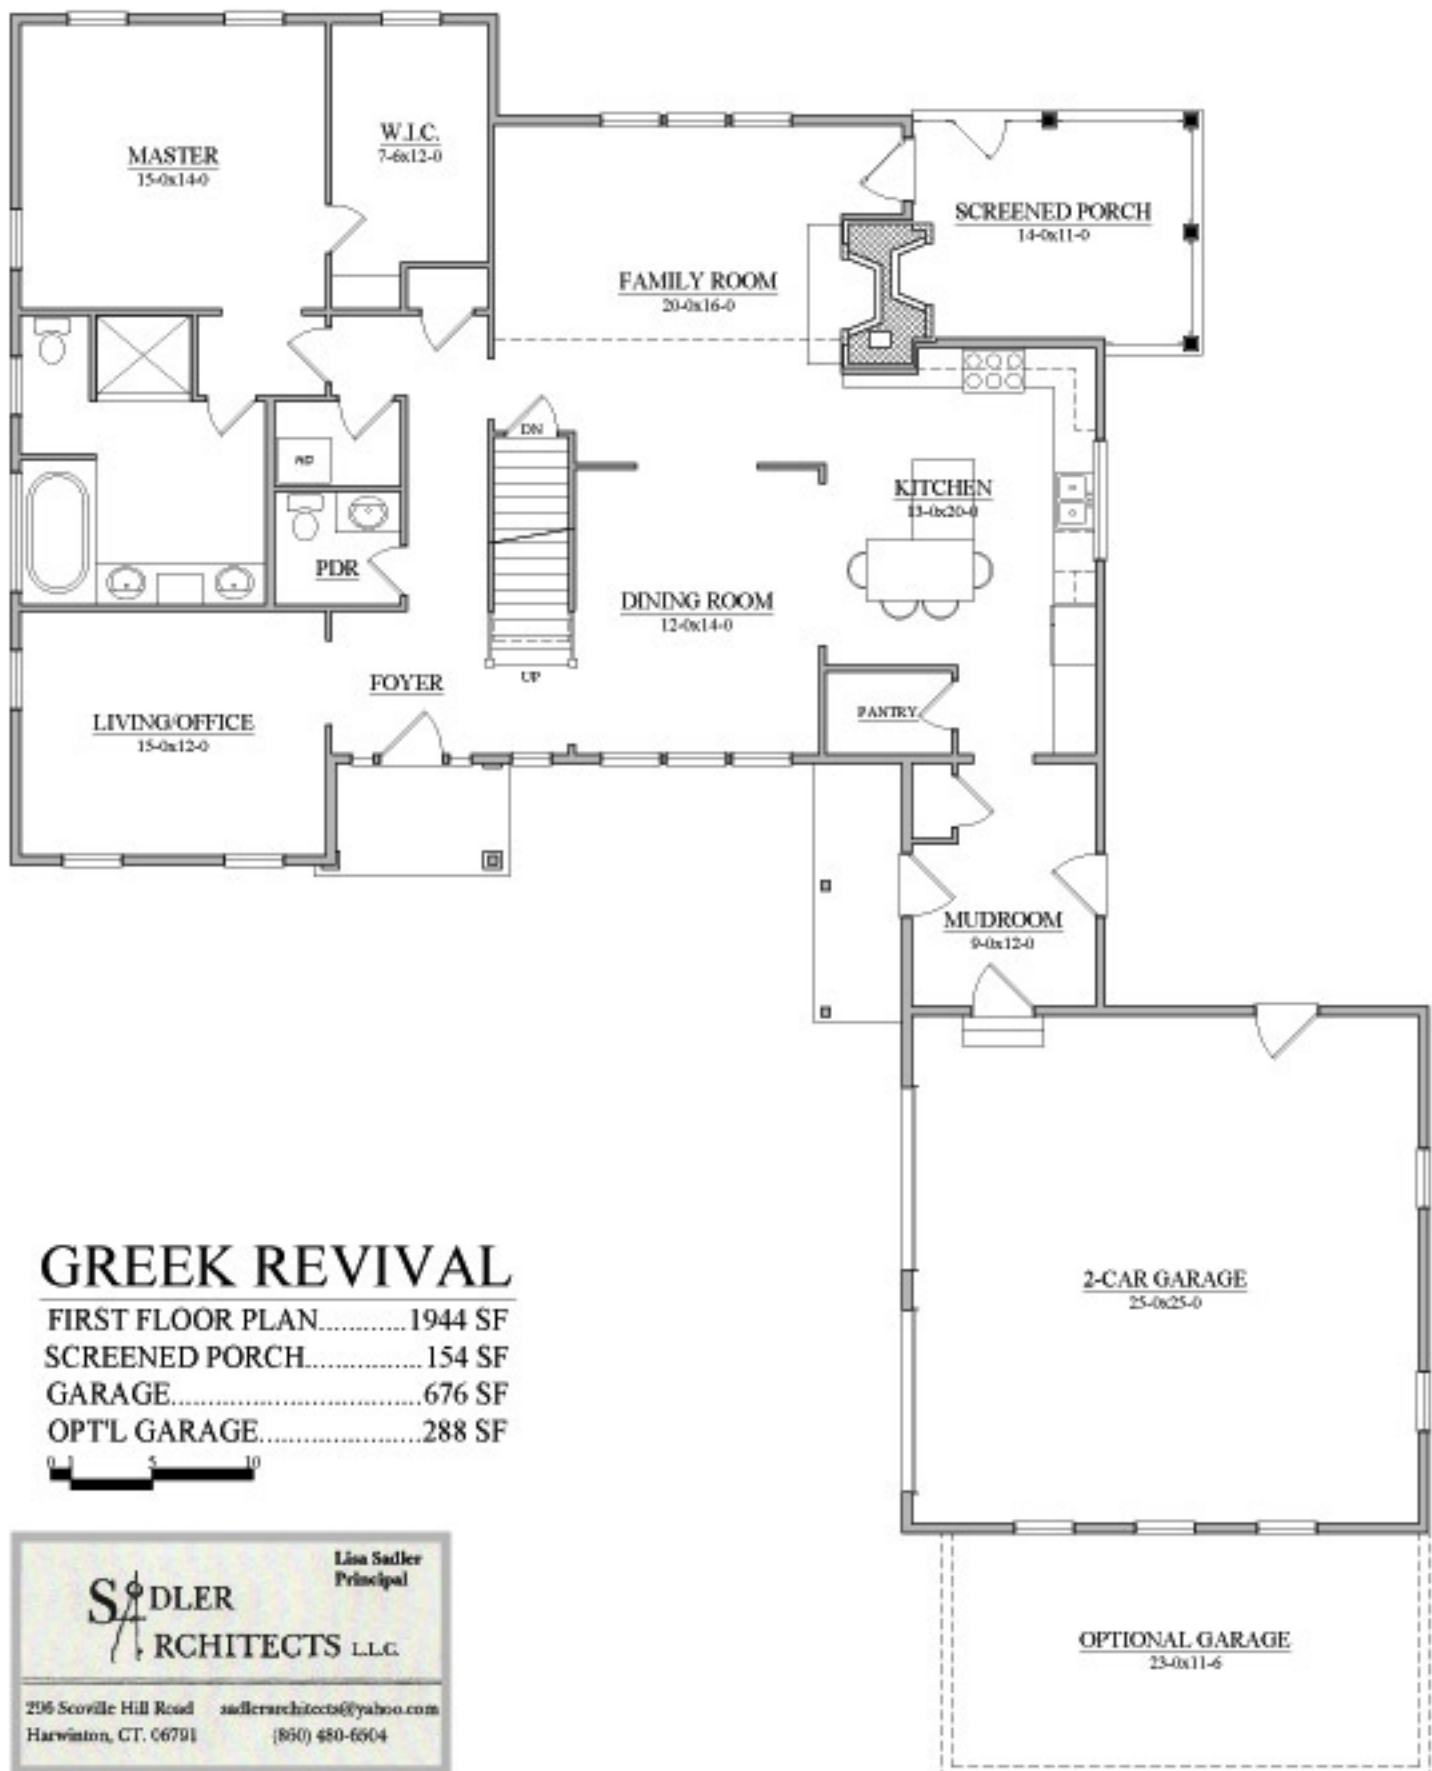 MASTER
15-0x14-0
W.I.C.
7-6x12-0
SCREENED PORCH
14-0x11-0
FAMILY ROOM
20-0x16-0
DN
WD
KITCHEN
13-0x20-0
PDR
DINING ROOM
12-0x14-0
UP
FOYER
PANTRY
LIVING/OFFICE
15-0x12-0
MUDROOM
9-0x12-0
2-CAR GARAGE
25-0x25-0
GREEK REVIVAL
FIRST FLOOR PLAN............1944 SF
SCREENED PORCH................154 SF
GARAGE..................................676 SF
OPT'L GARAGE......................288 SF
0 1 5 10
OPTIONAL GARAGE
23-0x11-6
Lisa Sadler
Principal
SADLER
ARCHITECTS L.L.C.
296 Scoville Hill Road sadlerarchitects@yahoo.com
Harwinton, CT. 06791 (860) 480-6504